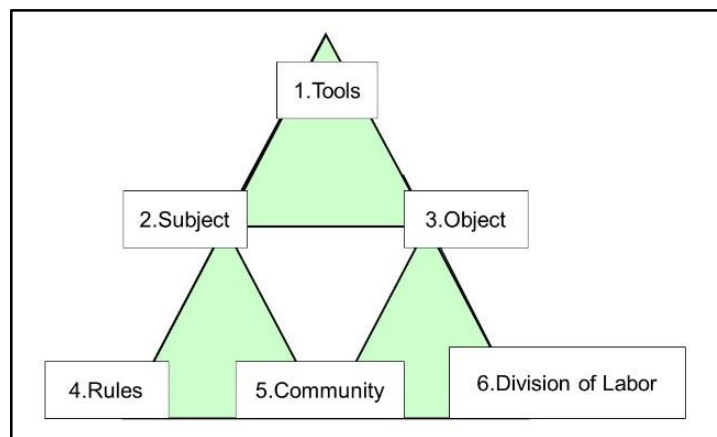 1.Tools
2.Subject
3.Object
4.Rules
5.Community
6.Division of Labor